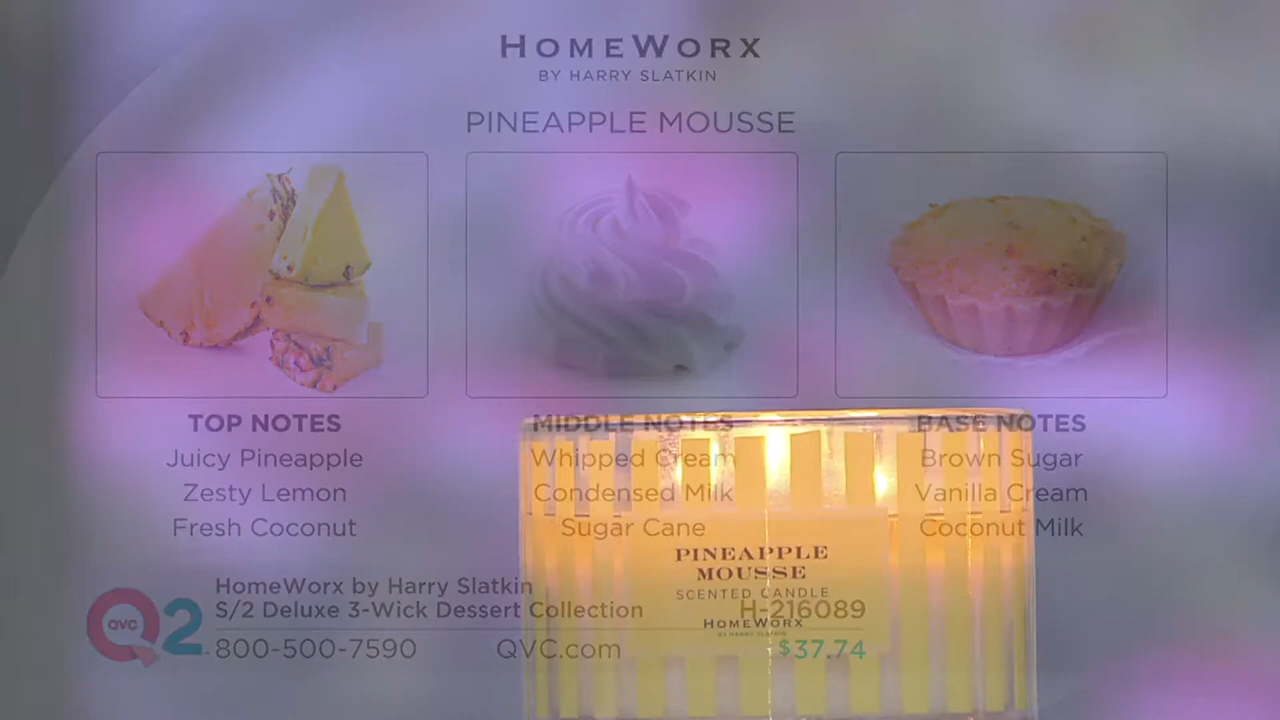 HOMEWORX
BY HARRY SLATKIN
PINEAPPLE MOUSSE
TOP NOTES
Juicy Pineapple
Zesty Lemon
Fresh Coconut
MIDDLE NOTES
Whipped Cream
Condensed Milk
Sugar Cane
BASE NOTES
Brown Sugar
Vanilla Cream
Coconut Milk
PINEAPPLE
MOUSSE
SCENTED CANDLE
HOMEWORX
BY HARRY SLATKIN
QVC 2
HomeWorx by Harry Slatkin
S/2 Deluxe 3-Wick Dessert Collection
H-216089
800-500-7590
QVC.com
$37.74